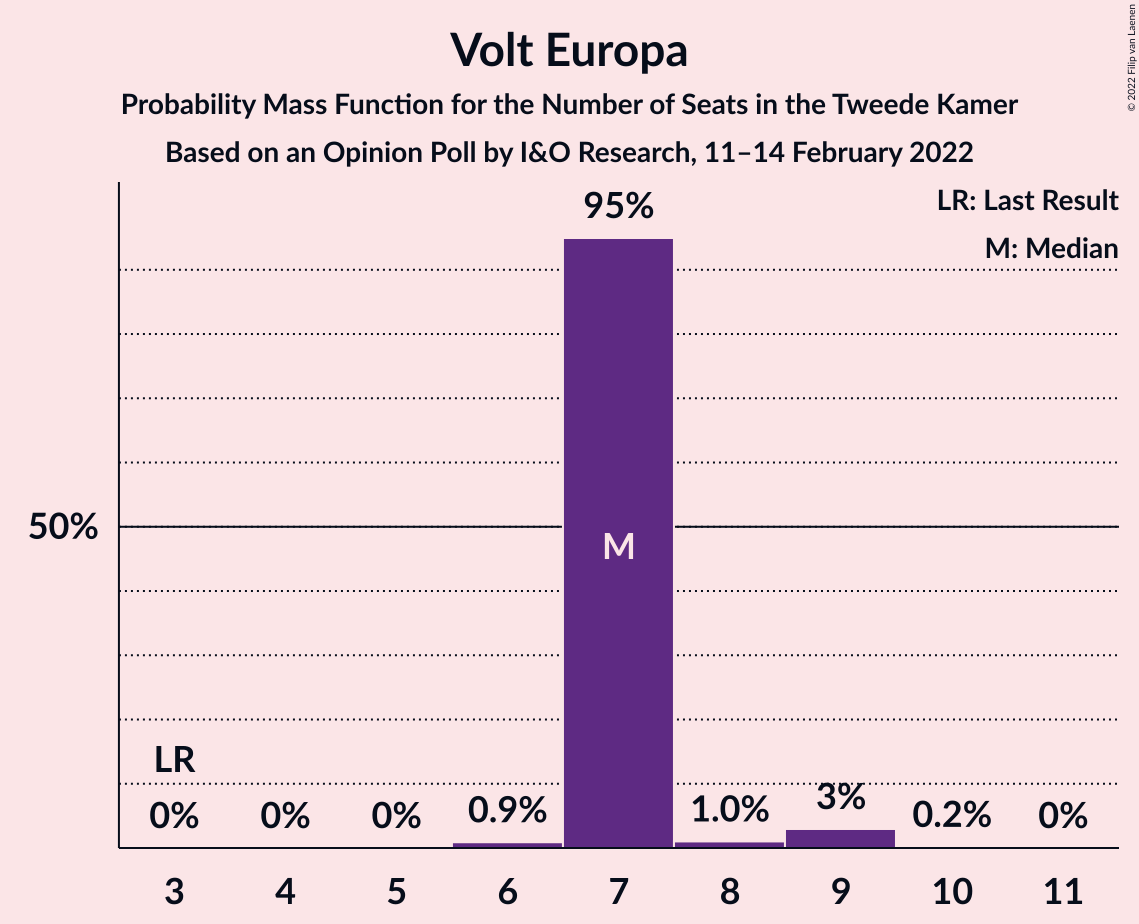 Volt Europa
Probability Mass Function for the Number of Seats in the Tweede Kamer
Based on an Opinion Poll by I&O Research, 11–14 February 2022
© 2022 Filip van Laenen
LR: Last Result
M: Median
95%
50%
M
LR
0%
0%
0%
0.9%
1.0%
3%
0.2%
0%
3
4
5
6
7
8
9
10
11